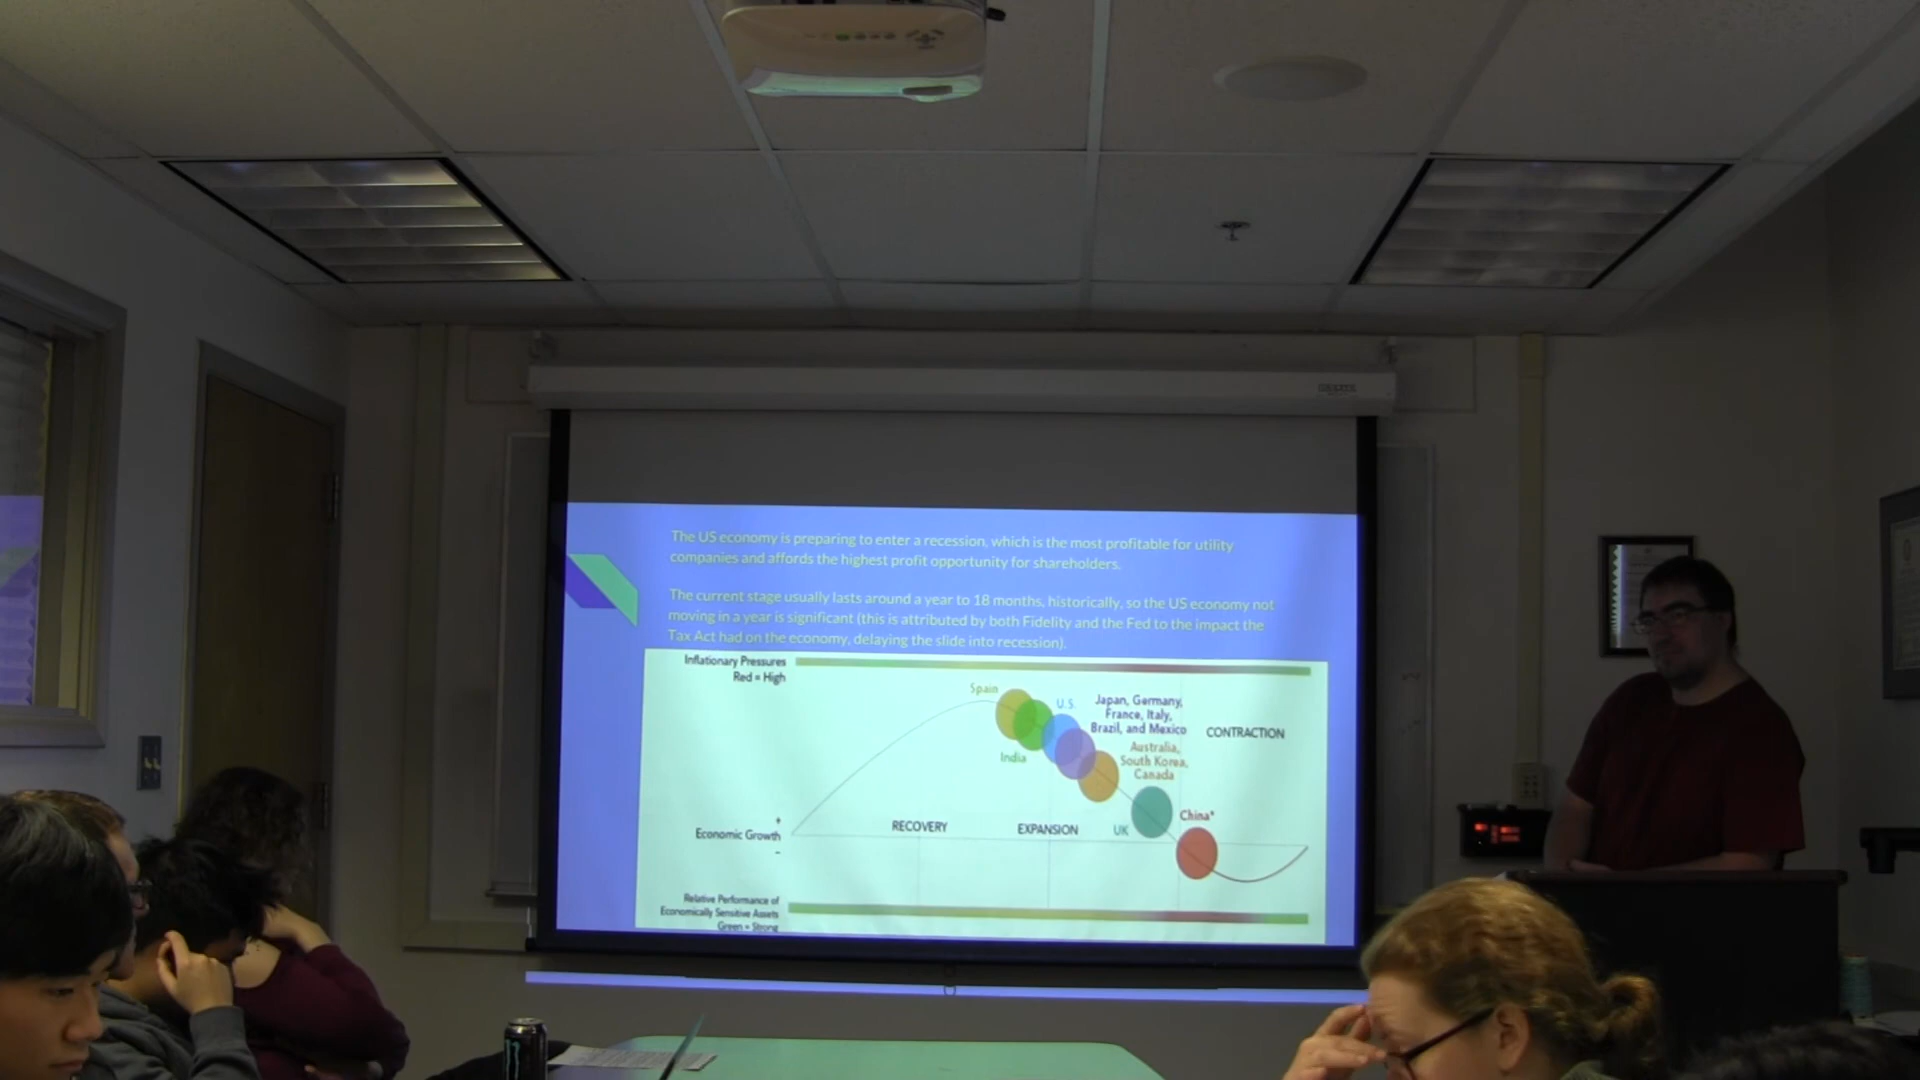 The US economy is preparing to enter a recession, which is the most profitable for utility
companies and affords the highest profit opportunity for shareholders.
The current stage usually lasts around a year to 18 months, historically, so the US economy not
moving in a year is significant (this is attributed by both Fidelity and the Fed to the impact the
Tax Act had on the economy, delaying the slide into recession).
Inflationary Pressures
Red = High
Spain
U.S.
Japan, Germany,
France, Italy,
Brazil, and Mexico
CONTRACTION
India
Australia,
South Korea,
Canada
China*
+
Economic Growth
–
RECOVERY
EXPANSION
UK
Relative Performance of
Economically Sensitive Assets
Green = Strong